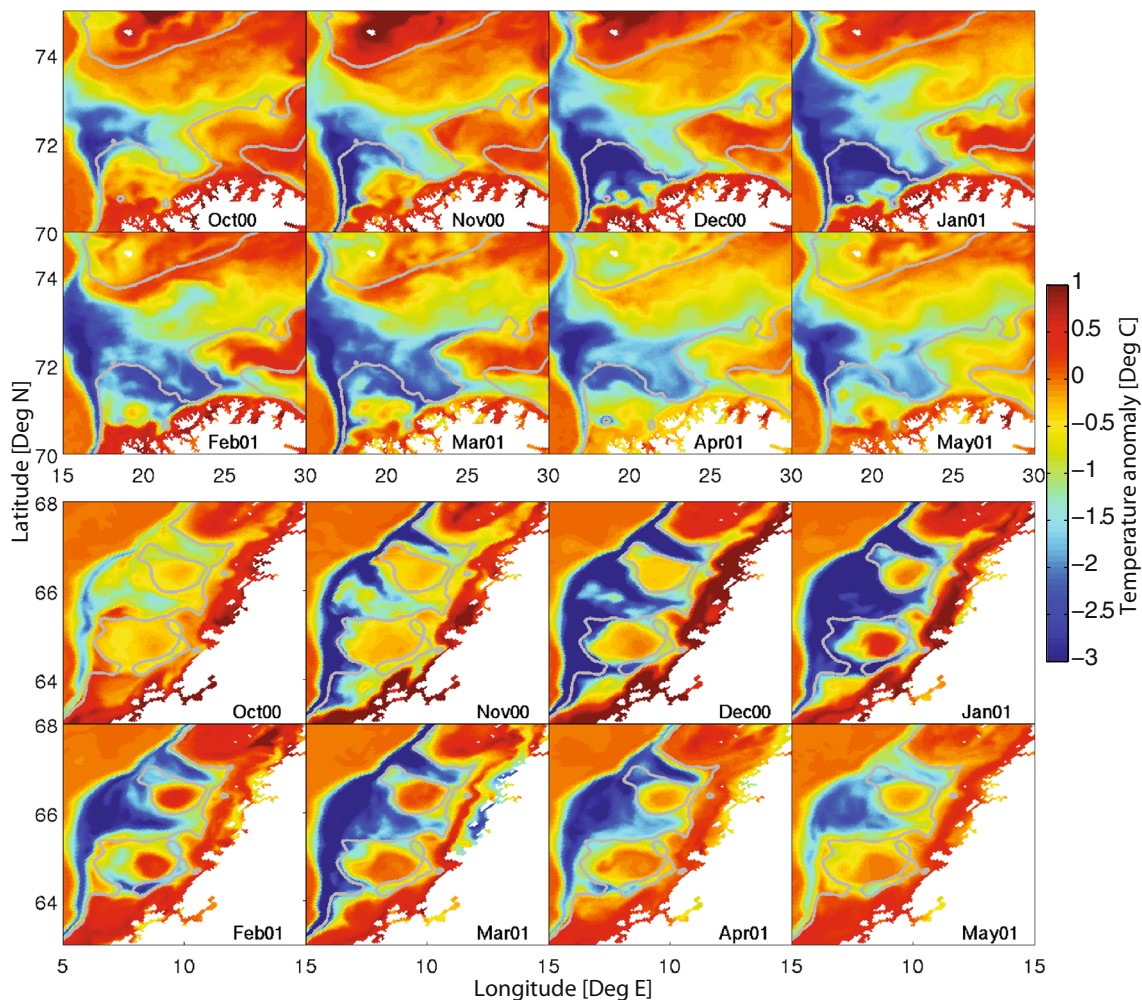 74
72
70
Oct00
Nov00
Dec00
Jan01
74
72
70
Feb01
Mar01
Apr01
May01
15
20
25
30
20
25
30
20
25
30
20
25
30
Latitude [Deg N]
1
0.5
0
−0.5
−1
−1.5
−2
−2.5
−3
Temperature anomaly [Deg C]
68
66
64
Oct00
Nov00
Dec00
Jan01
68
66
64
Feb01
Mar01
Apr01
May01
5
10
15
10
15
10
15
10
15
Longitude [Deg E]